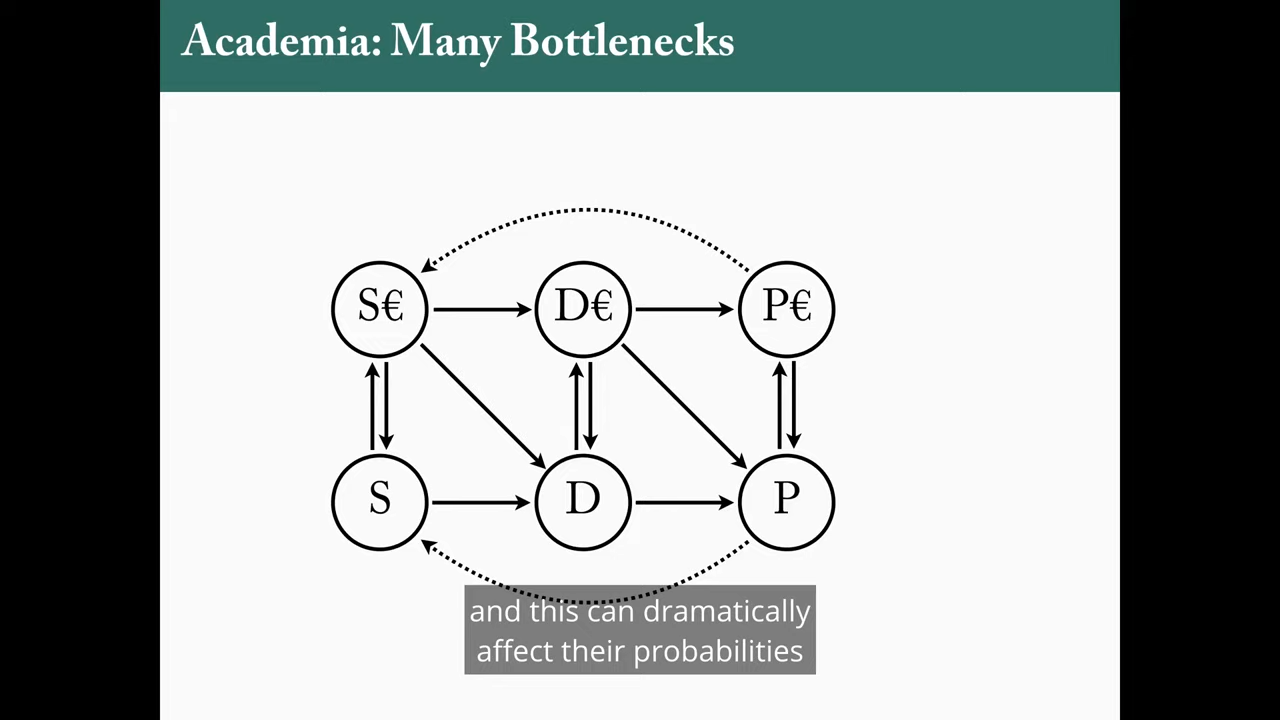 Academia: Many Bottlenecks
S€ D€ P€
S D P
and this can dramatically
affect their probabilities